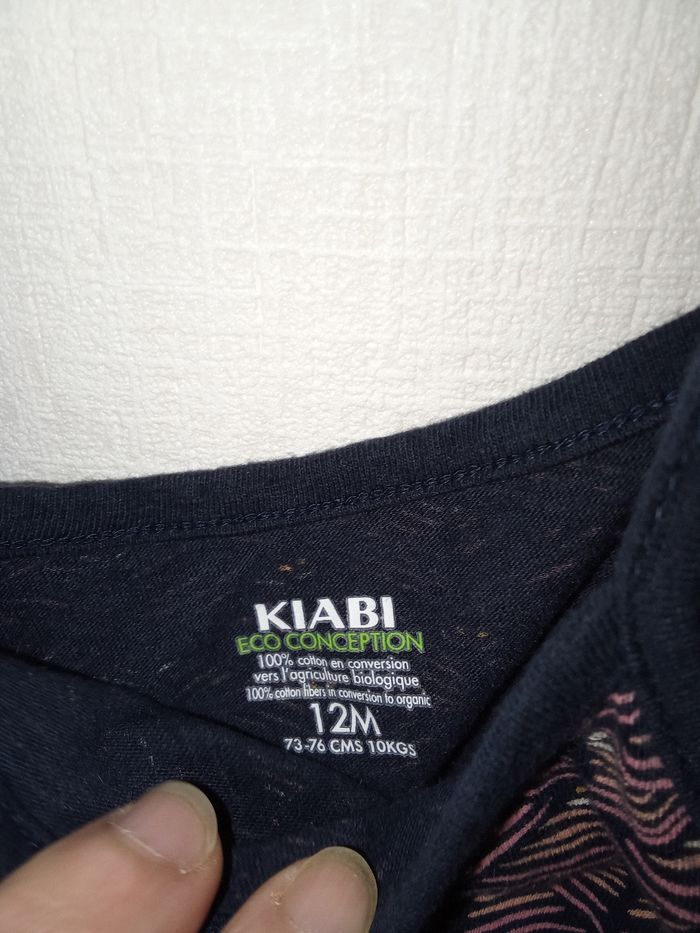 KIABI
ECO CONCEPTION
100% cotton en conversion
vers l'agriculture biologique
100% cotton fibers in conversion to organic
12M
73-76 CMS 10KGS